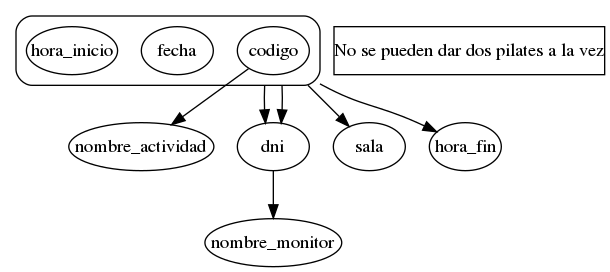 hora_inicio
fecha
codigo
No se pueden dar dos pilates a la vez
nombre_actividad
dni
sala
hora_fin
nombre_monitor